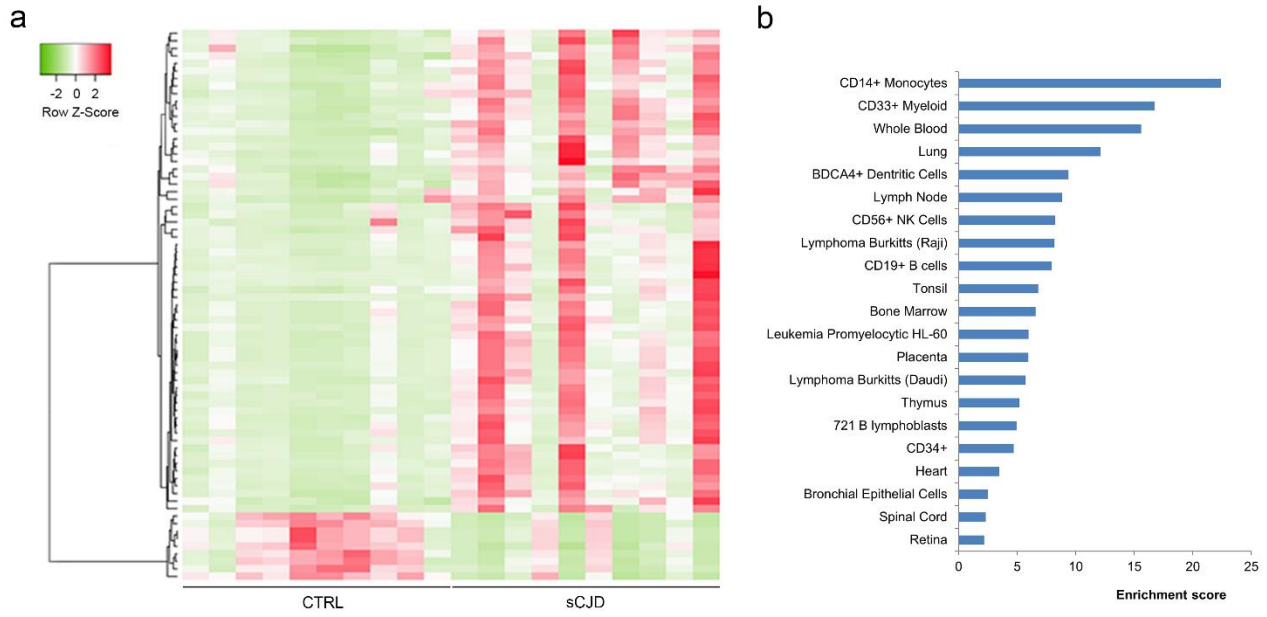 a
-2 0 2
Row Z-Score
CTRL
sCJD
b
CD14+ Monocytes
CD33+ Myeloid
Whole Blood
Lung
BDCA4+ Dentritic Cells
Lymph Node
CD56+ NK Cells
Lymphoma Burkitts (Raji)
CD19+ B cells
Tonsil
Bone Marrow
Leukemia Promyelocytic HL-60
Placenta
Lymphoma Burkitts (Daudi)
Thymus
721 B lymphoblasts
CD34+
Heart
Bronchial Epithelial Cells
Spinal Cord
Retina
0 5 10 15 20 25
Enrichment score